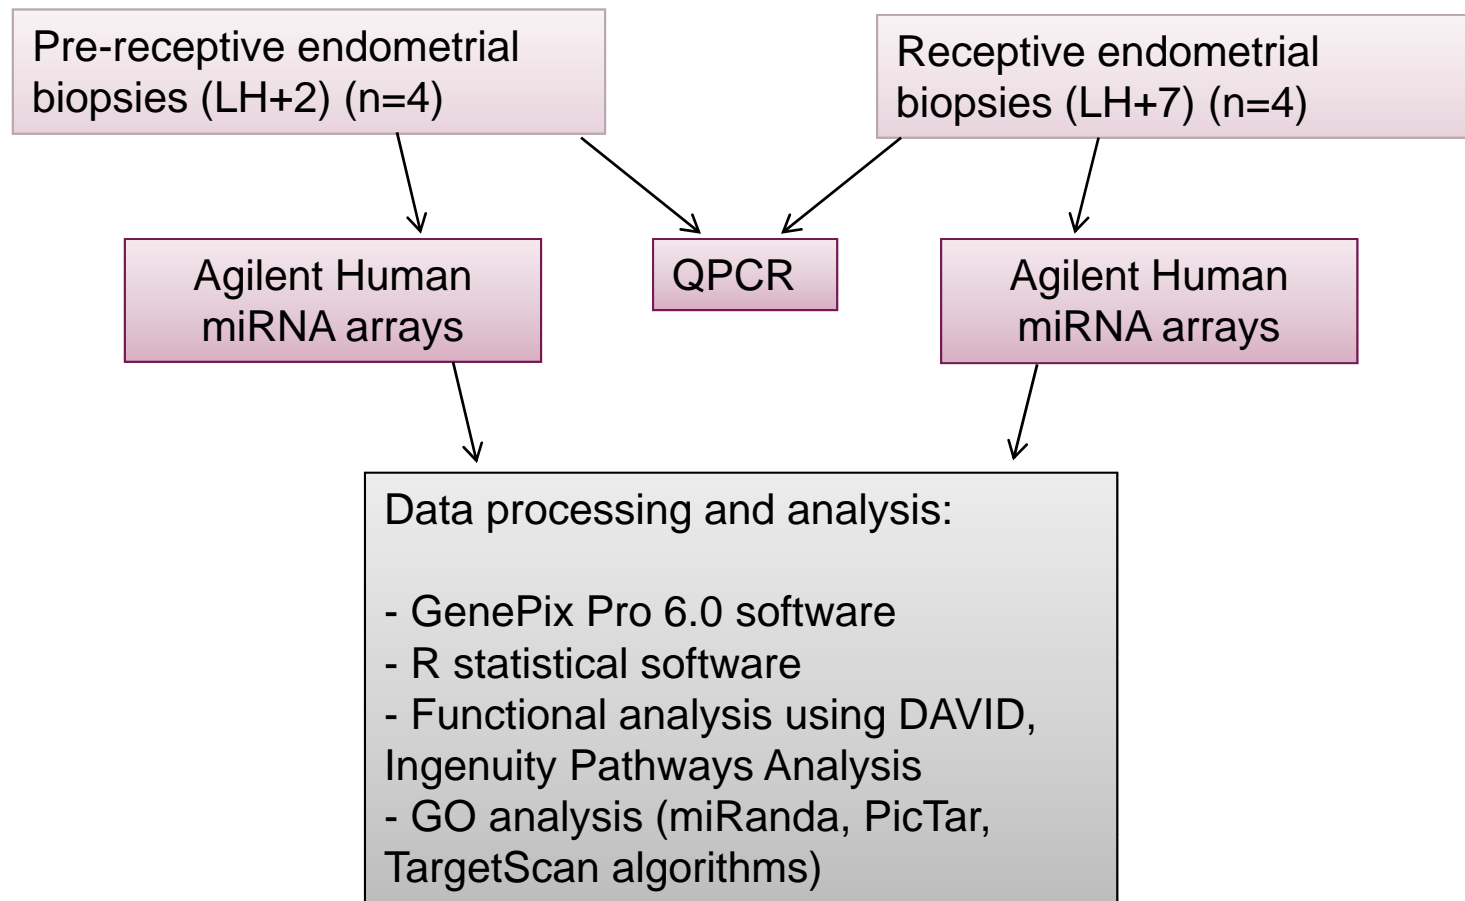 Pre-receptive endometrial
biopsies (LH+2) (n=4)
Receptive endometrial
biopsies (LH+7) (n=4)
Agilent Human
miRNA arrays
QPCR
Agilent Human
miRNA arrays
Data processing and analysis:
- GenePix Pro 6.0 software
- R statistical software
- Functional analysis using DAVID,
Ingenuity Pathways Analysis
- GO analysis (miRanda, PicTar,
TargetScan algorithms)